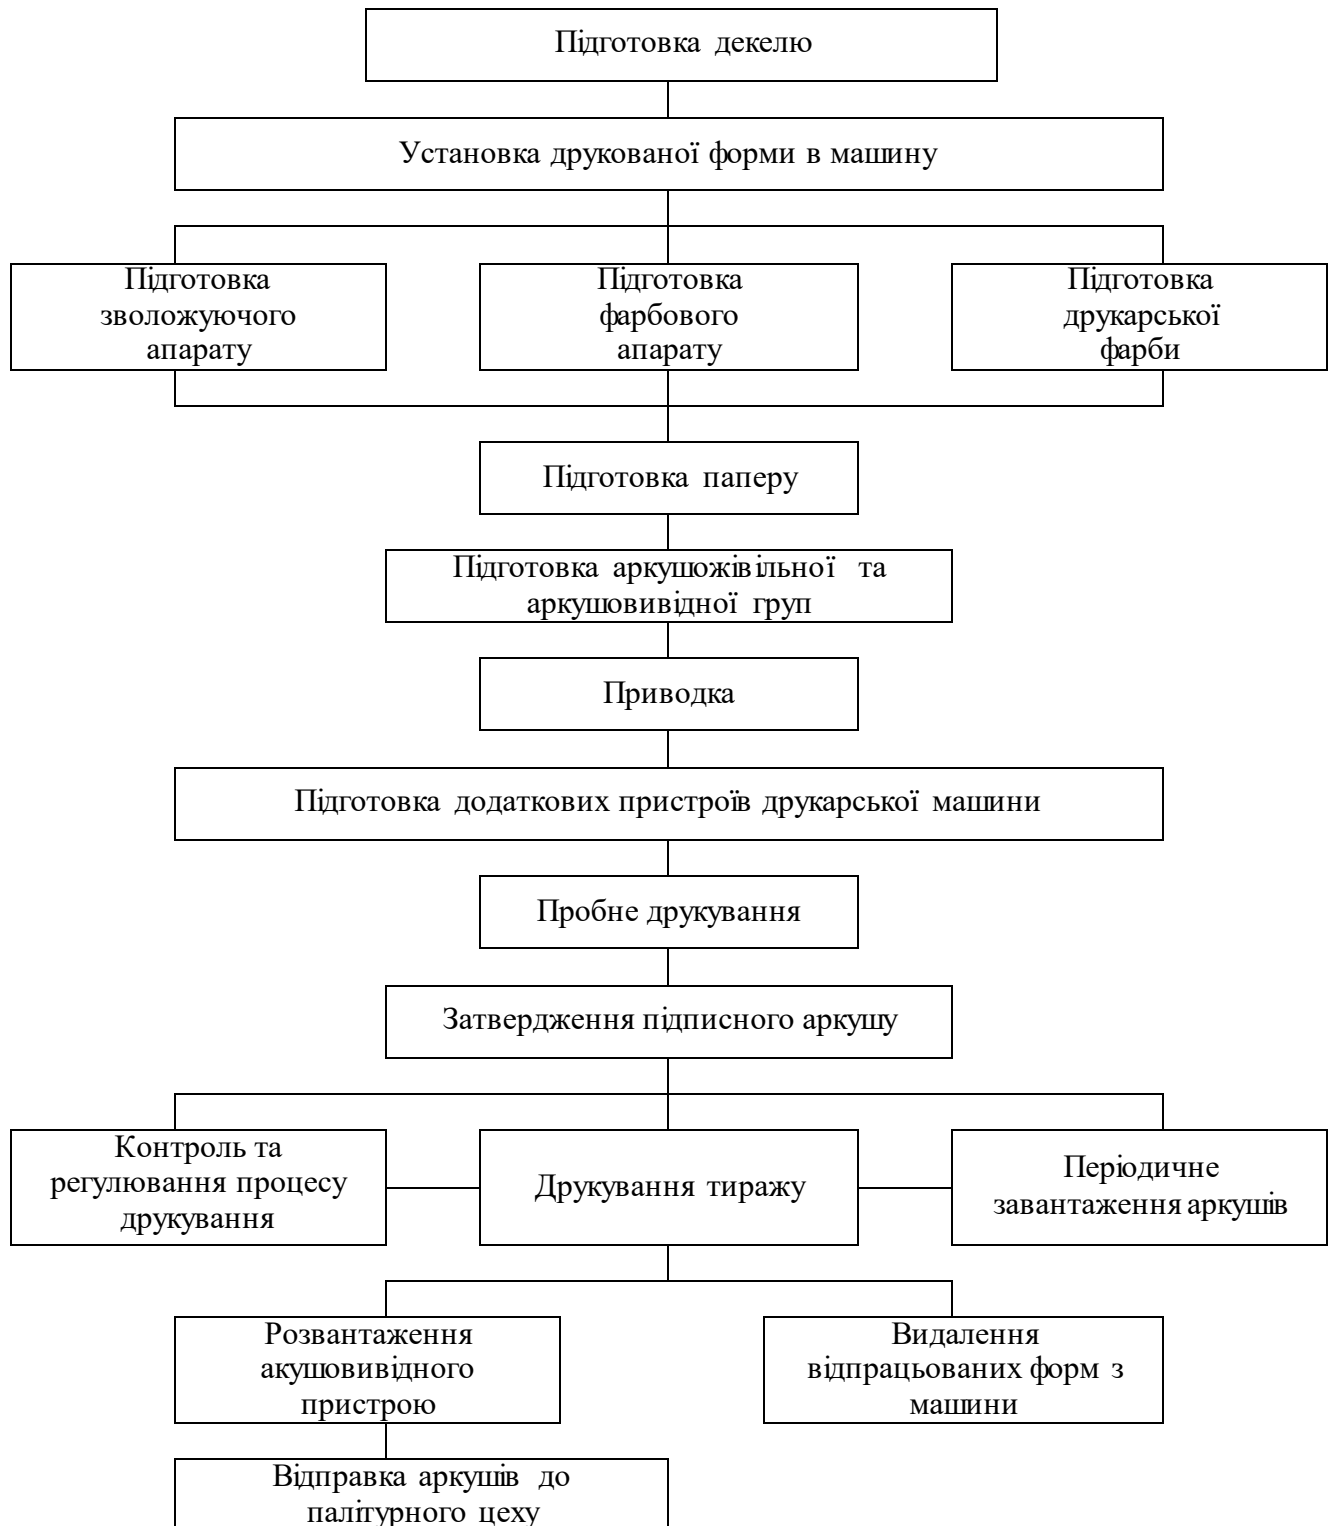 Підготовка декелю
Установка друкованої форми в машину
Підготовка
зволожуючого
апарату
Підготовка
фарбового
апарату
Підготовка
друкарської
фарби
Підготовка паперу
Підготовка аркушожівільної та
аркушовивідної груп
Приводка
Підготовка додаткових пристроїв друкарської машини
Пробне друкування
Затвердження підписного аркушу
Контроль та
регулювання процесу
друкування
Друкування тиражу
Періодичне
завантаження аркушів
Розвантаження
акушовивідного
пристрою
Видалення
відпрацьованих форм з
машини
Відправка аркушів до
палітурного цеху